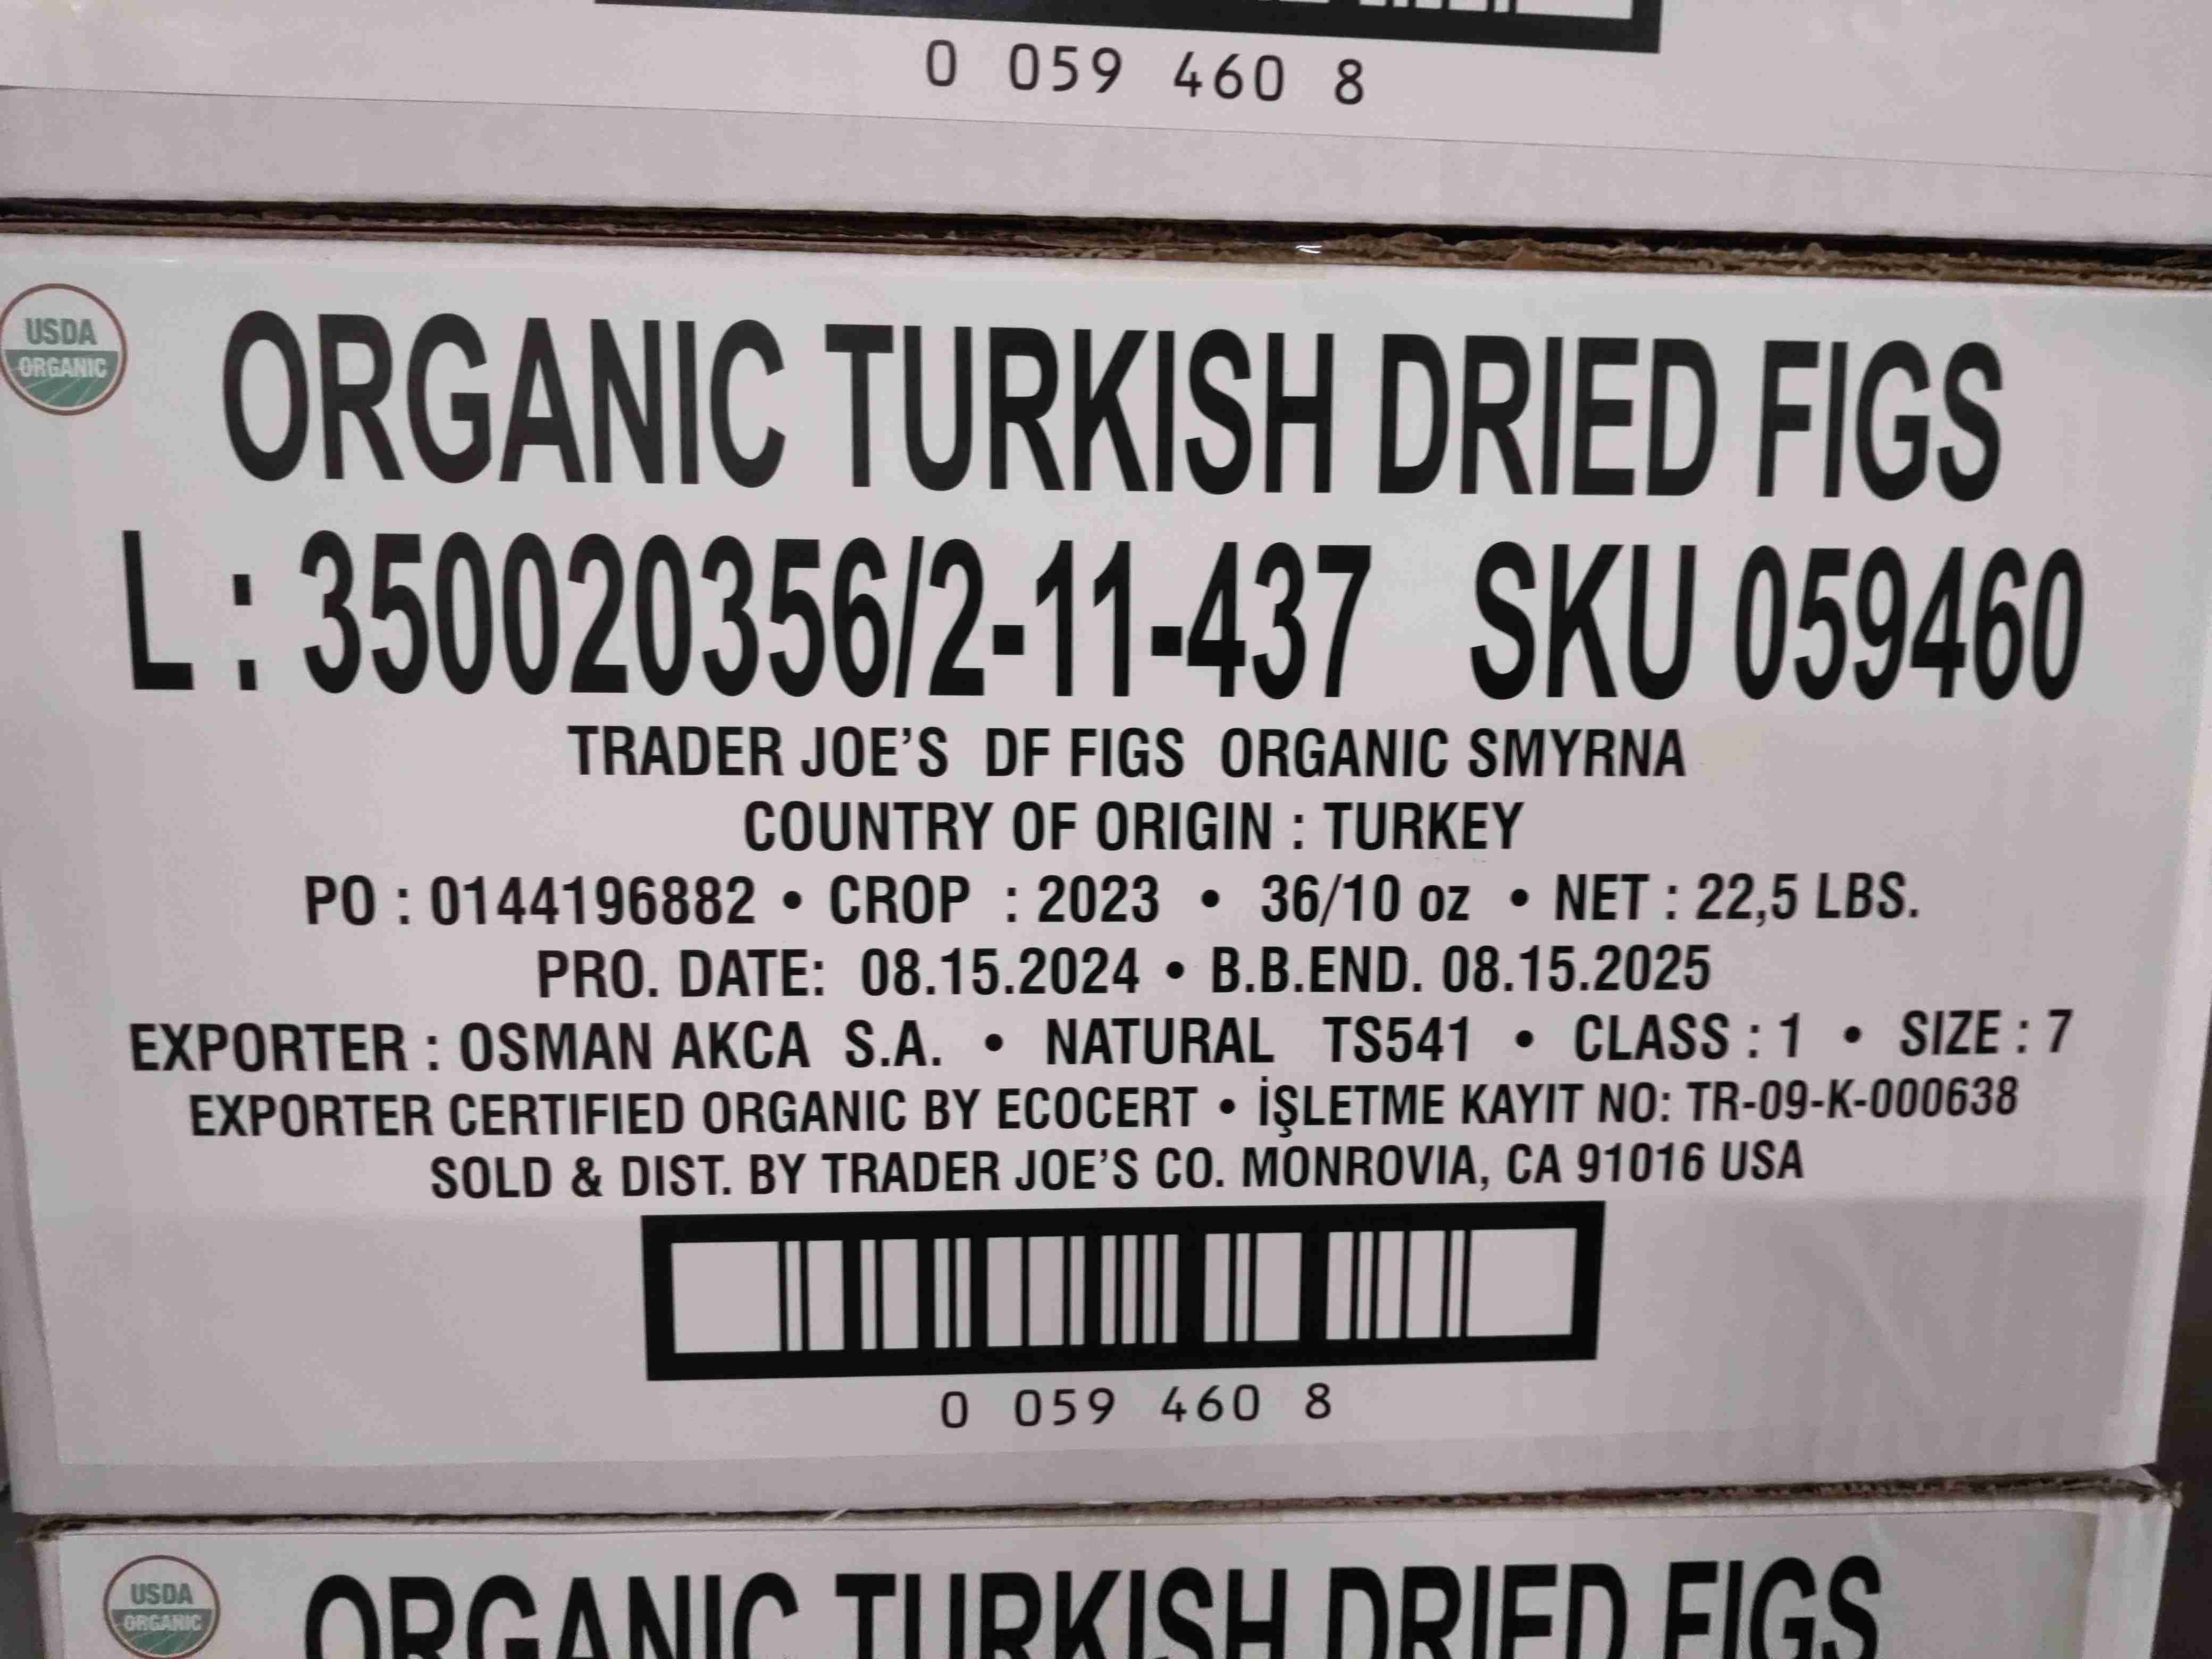 0 059 460 8
USDA
ORGANIC
ORGANIC TURKISH DRIED FIGS
L : 350020356/2-11-437 SKU 059460
TRADER JOE’S DF FIGS ORGANIC SMYRNA
COUNTRY OF ORIGIN : TURKEY
PO : 0144196882 • CROP : 2023 • 36/10 oz • NET : 22,5 LBS.
PRO. DATE: 08.15.2024 • B.B.END. 08.15.2025
EXPORTER : OSMAN AKCA S.A. • NATURAL TS541 • CLASS : 1 • SIZE : 7
EXPORTER CERTIFIED ORGANIC BY ECOCERT • İŞLETME KAYIT NO: TR-09-K-000638
SOLD & DIST. BY TRADER JOE’S CO. MONROVIA, CA 91016 USA
0 059 460 8
USDA
ORGANIC
ORGANIC TURKISH DRIED FIGS